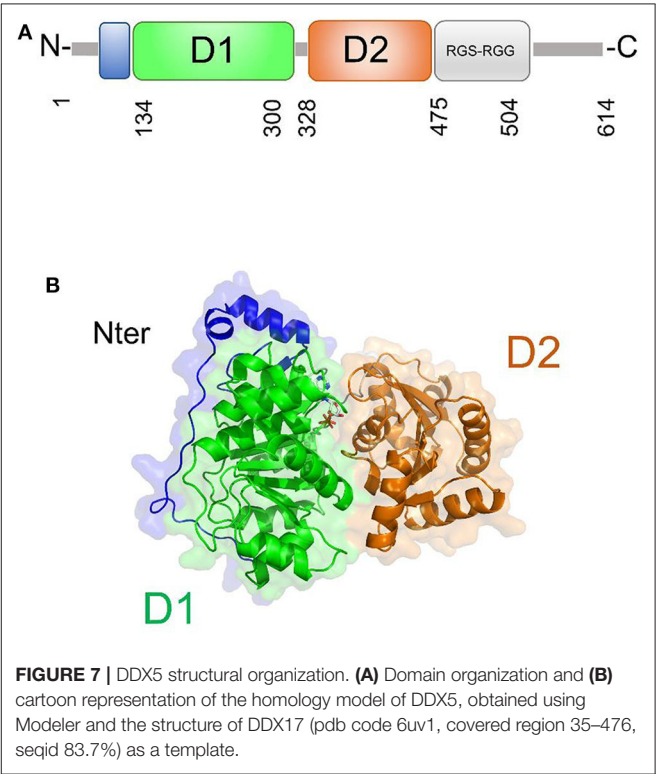 A N- D1 D2 RGS-RGG -C
1 134 300 328 475 504 614
B
Nter
D2
D1
FIGURE 7 | DDX5 structural organization. (A) Domain organization and (B)
cartoon representation of the homology model of DDX5, obtained using
Modeler and the structure of DDX17 (pdb code 6uv1, covered region 35–476,
seqid 83.7%) as a template.